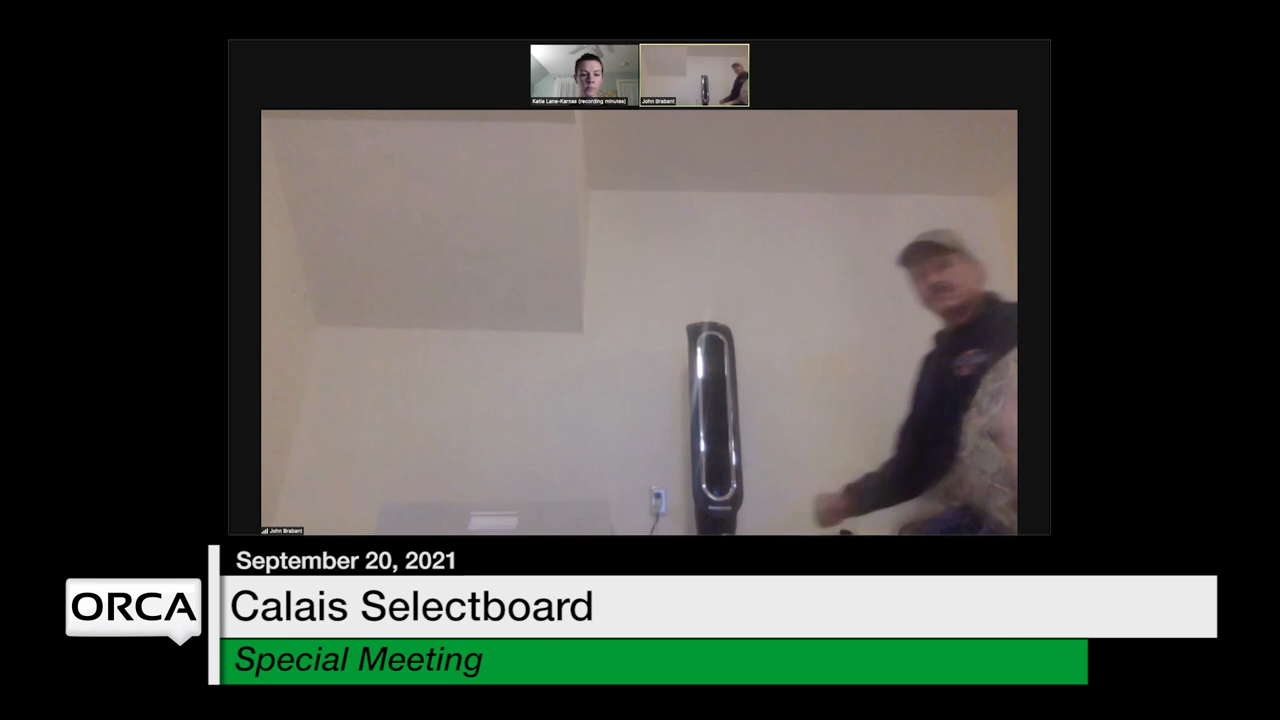 Katie Lane-Karnas (recording minutes)
John Brabant
John Brabant
September 20, 2021
ORCA
Calais Selectboard
Special Meeting